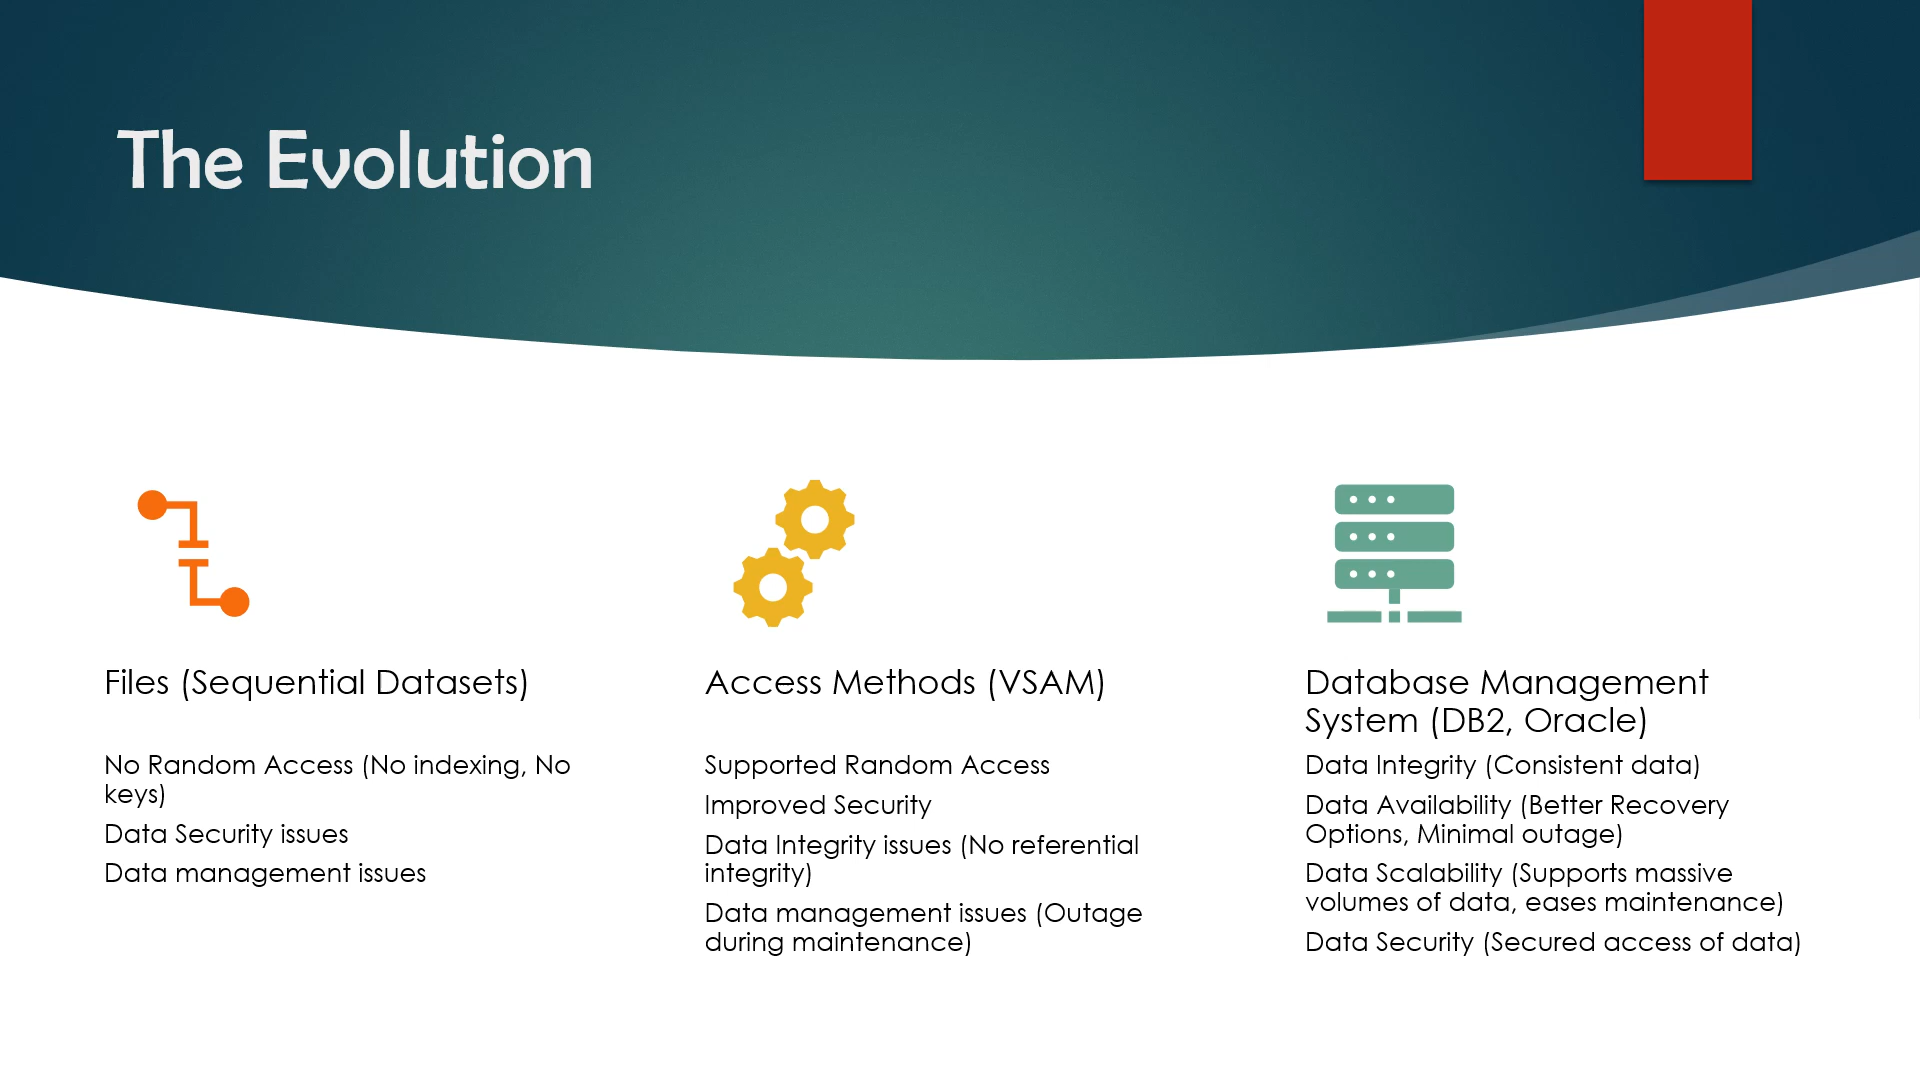 The Evolution
Files (Sequential Datasets)
No Random Access (No indexing, No
keys)
Data Security issues
Data management issues
Access Methods (VSAM)
Supported Random Access
Improved Security
Data Integrity issues (No referential
integrity)
Data management issues (Outage
during maintenance)
Database Management
System (DB2, Oracle)
Data Integrity (Consistent data)
Data Availability (Better Recovery
Options, Minimal outage)
Data Scalability (Supports massive
volumes of data, eases maintenance)
Data Security (Secured access of data)